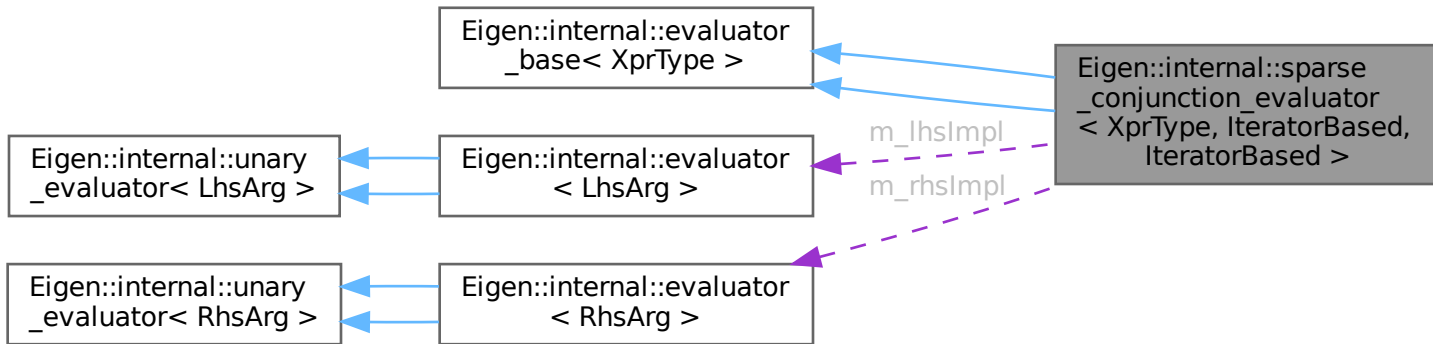 Eigen::internal::evaluator
_base< XprType >
Eigen::internal::sparse
_conjunction_evaluator
< XprType, IteratorBased,
IteratorBased >
m_lhsImpl
Eigen::internal::unary
_evaluator< LhsArg >
Eigen::internal::evaluator
< LhsArg >
m_rhsImpl
Eigen::internal::unary
_evaluator< RhsArg >
Eigen::internal::evaluator
< RhsArg >